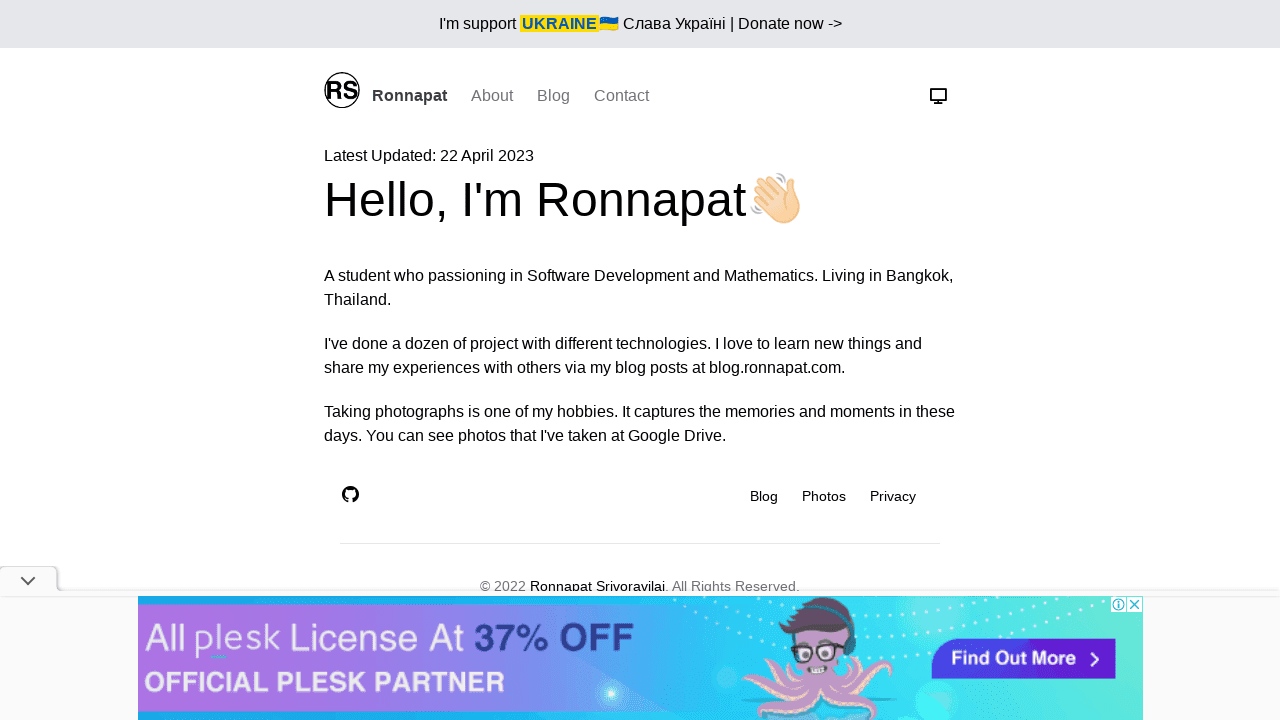 I'm support UKRAINE🇺🇦 Слава Україні | Donate now ->
RS Ronnapat About Blog Contact
Latest Updated: 22 April 2023
Hello, I'm Ronnapat👋🏻
A student who passioning in Software Development and Mathematics. Living in Bangkok,
Thailand.
I've done a dozen of project with different technologies. I love to learn new things and
share my experiences with others via my blog posts at blog.ronnapat.com.
Taking photographs is one of my hobbies. It captures the memories and moments in these
days. You can see photos that I've taken at Google Drive.
Blog Photos Privacy
© 2022 Ronnapat Srivoravilai. All Rights Reserved.
All plesk License At 37% OFF
OFFICIAL PLESK PARTNER
Find Out More